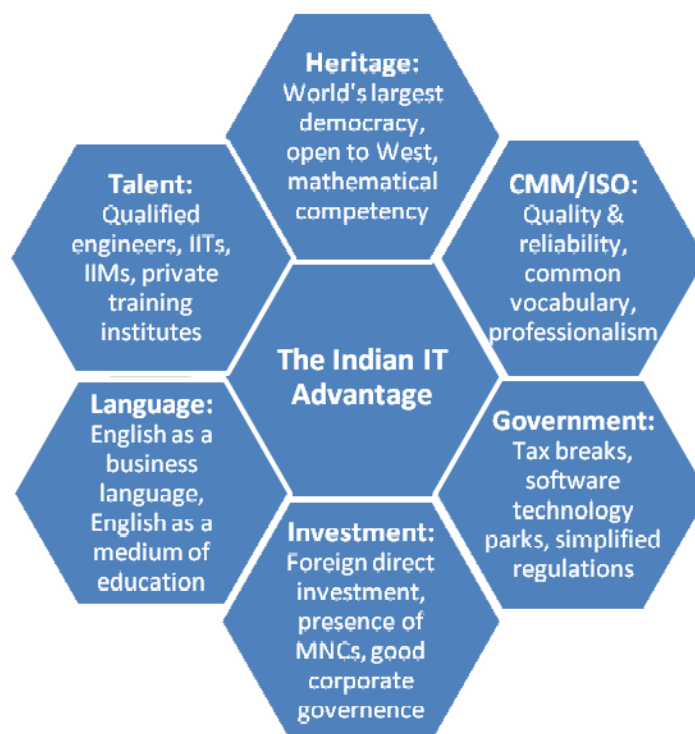 Heritage:
World's largest
democracy,
open to West,
mathematical
competency
Talent:
Qualified
engineers, IITs,
IIMs, private
training
institutes
CMM/ISO:
Quality &
reliability,
common
vocabulary,
professionalism
The Indian IT
Advantage
Language:
English as a
business
language,
English as a
medium of
education
Government:
Tax breaks,
software
technology
parks, simplified
regulations
Investment:
Foreign direct
investment,
presence of
MNCs, good
corporate
governence